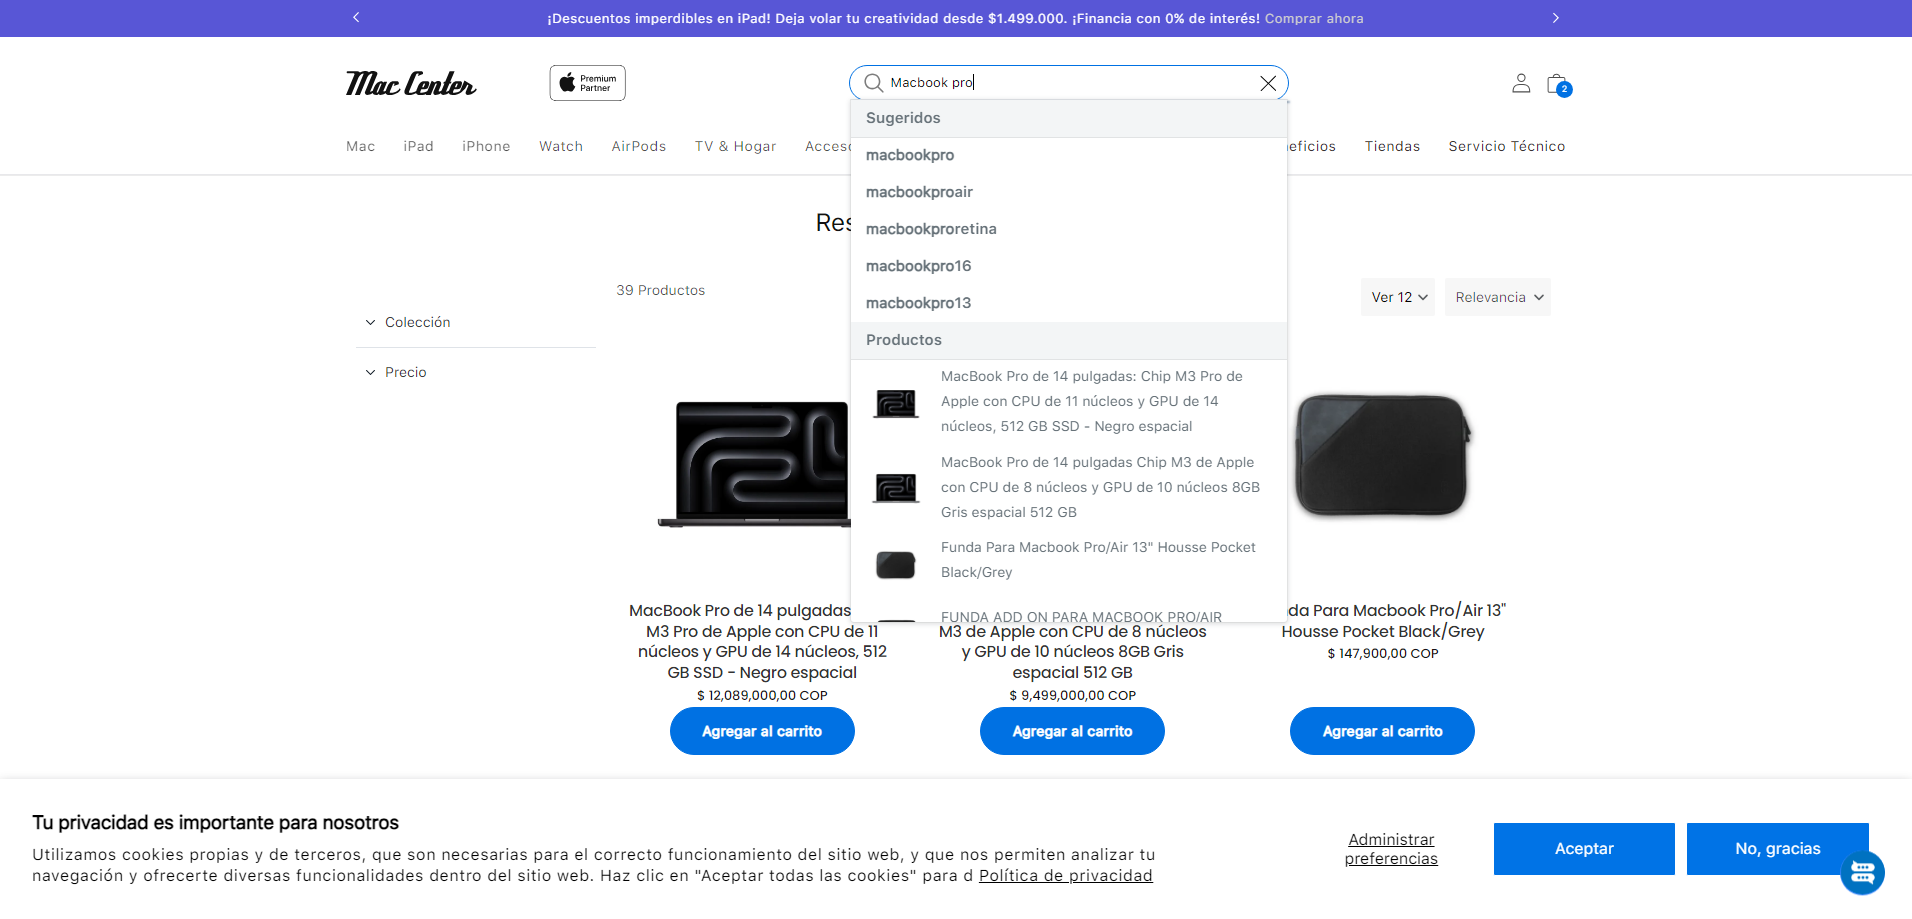 ¡Descuentos imperdibles en iPad! Deja volar tu creatividad desde $1.499.000. ¡Financia con 0% de interés! Comprar ahora
Mac Center
Premium
Partner
Macbook pro
2
Mac iPad iPhone Watch AirPods TV & Hogar Acceso eficios Tiendas Servicio Técnico
Sugeridos
macbookpro
macbookproair
macbookproretina
macbookpro16
macbookpro13
Productos
MacBook Pro de 14 pulgadas: Chip M3 Pro de
Apple con CPU de 11 núcleos y GPU de 14
núcleos, 512 GB SSD - Negro espacial
MacBook Pro de 14 pulgadas Chip M3 de Apple
con CPU de 8 núcleos y GPU de 10 núcleos 8GB
Gris espacial 512 GB
Funda Para Macbook Pro/Air 13" Housse Pocket
Black/Grey
FUNDA ADD ON PARA MACBOOK PRO/AIR
Res
39 Productos
Ver 12
Relevancia
Colección
Precio
MacBook Pro de 14 pulgadas
M3 Pro de Apple con CPU de 11
núcleos y GPU de 14 núcleos, 512
GB SSD - Negro espacial
$ 12,089,000,00 COP
Agregar al carrito
M3 de Apple con CPU de 8 núcleos
y GPU de 10 núcleos 8GB Gris
espacial 512 GB
$ 9,499,000,00 COP
Agregar al carrito
da Para Macbook Pro/Air 13"
Housse Pocket Black/Grey
$ 147,900,00 COP
Agregar al carrito
Tu privacidad es importante para nosotros
Utilizamos cookies propias y de terceros, que son necesarias para el correcto funcionamiento del sitio web, y que nos permiten analizar tu
navegación y ofrecerte diversas funcionalidades dentro del sitio web. Haz clic en "Aceptar todas las cookies" para d Política de privacidad
Administrar
preferencias
Aceptar
No, gracias